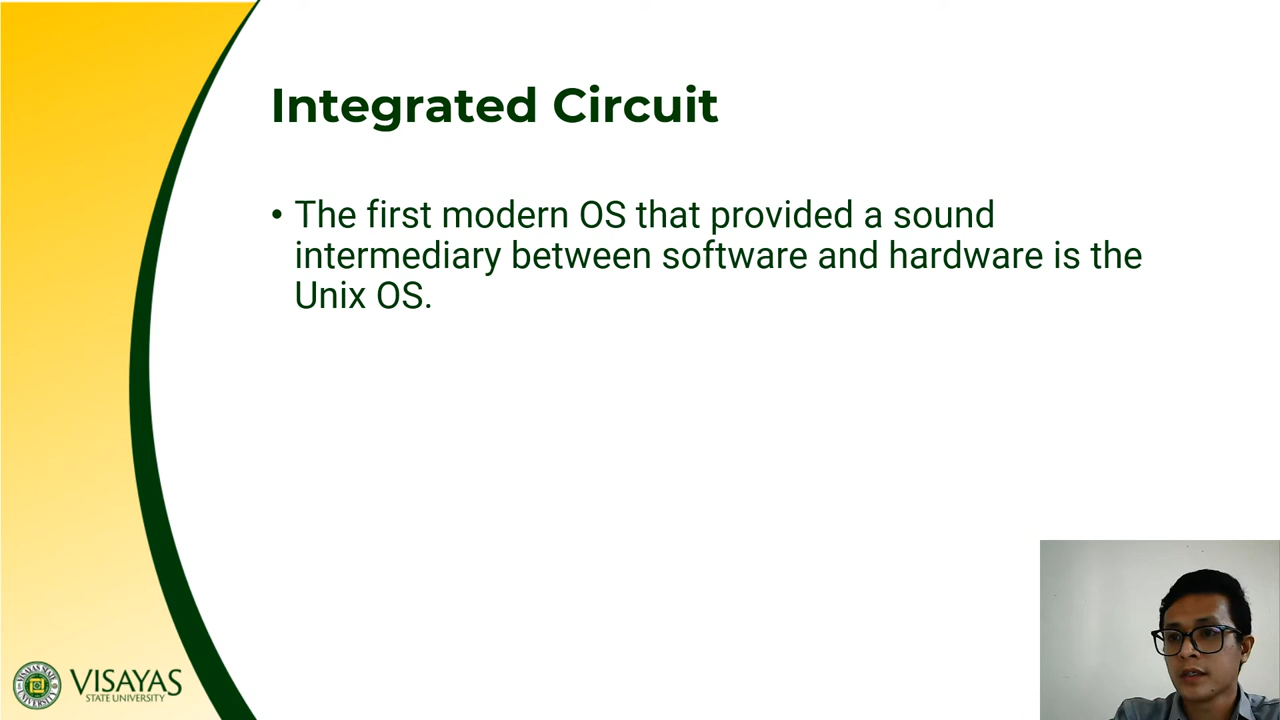 Integrated Circuit
• The first modern OS that provided a sound
intermediary between software and hardware is the
Unix OS.
VISAYAS
STATE UNIVERSITY